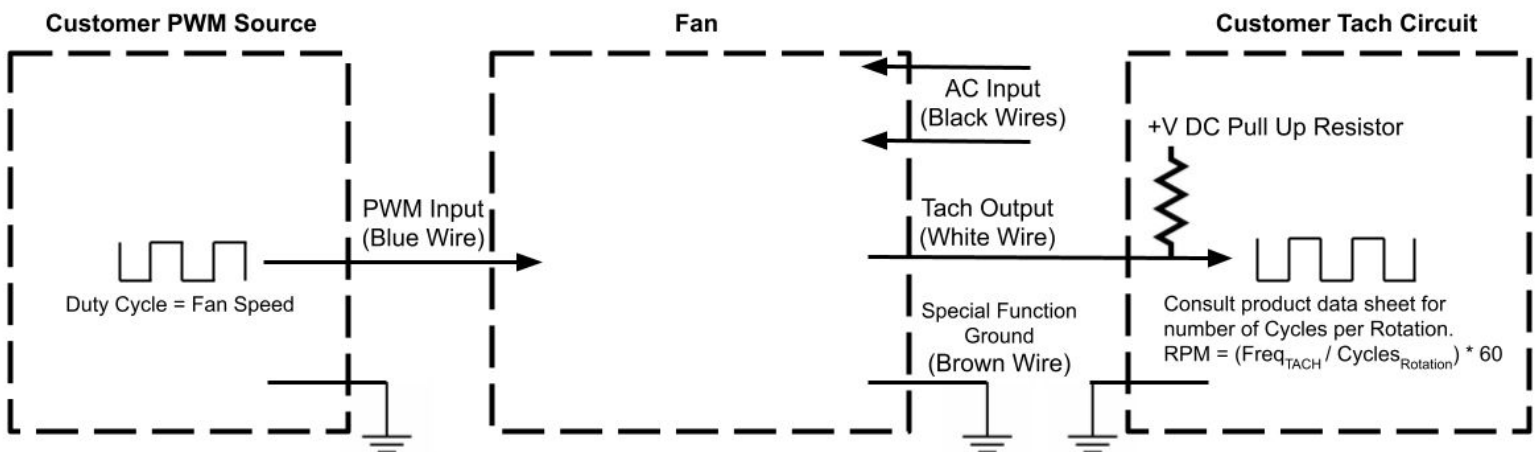 Customer PWM Source
Fan
Customer Tach Circuit
AC Input
(Black Wires)
+V DC Pull Up Resistor
PWM Input
(Blue Wire)
Tach Output
(White Wire)
Duty Cycle = Fan Speed
Special Function
Ground
(Brown Wire)
Consult product data sheet for
number of Cycles per Rotation.
RPM = (Freq_TACH / Cycles_Rotation) * 60